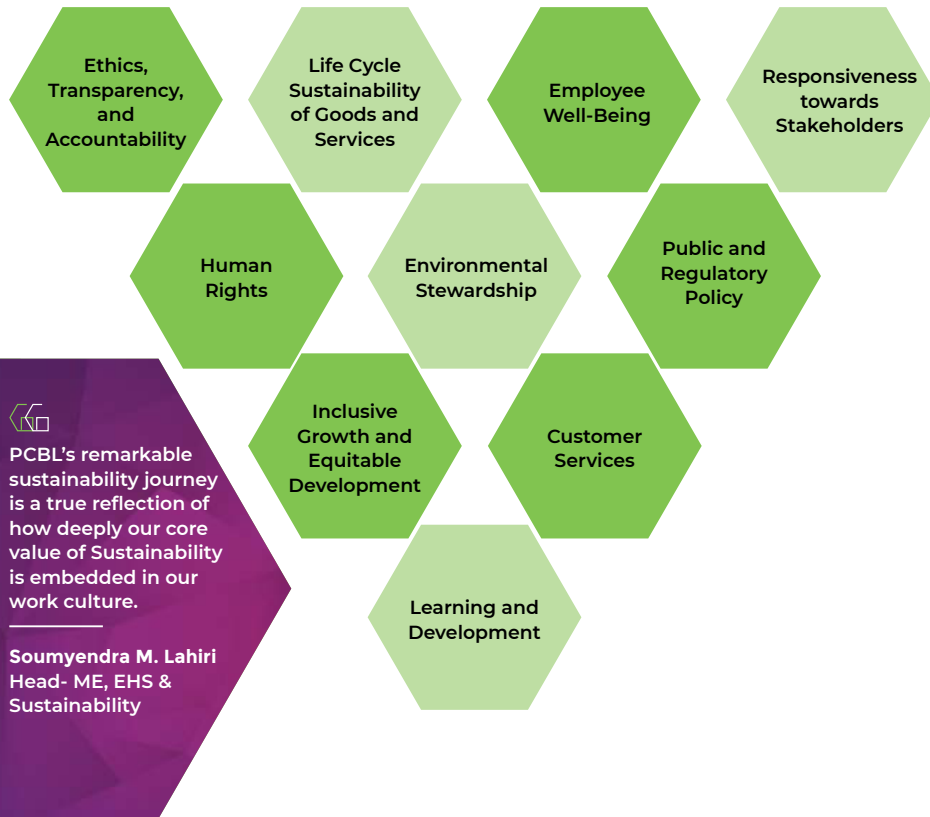 Ethics,
Transparency,
and
Accountability
Life Cycle
Sustainability
of Goods and
Services
Employee
Well-Being
Responsiveness
towards
Stakeholders
Human
Rights
Environmental
Stewardship
Public and
Regulatory
Policy
Inclusive
Growth and
Equitable
Development
Customer
Services
Learning and
Development
PCBL's remarkable
sustainability journey
is a true reflection of
how deeply our core
value of Sustainability
is embedded in our
work culture.
Soumyendra M. Lahiri
Head- ME, EHS &
Sustainability